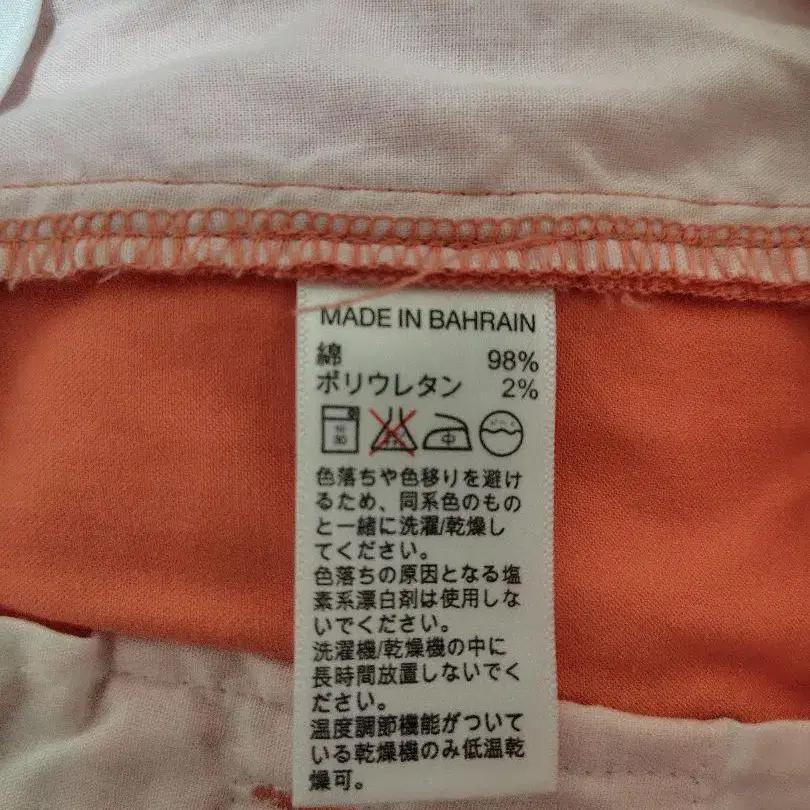 MADE IN BAHRAIN
綿 98%
ポリウレタン 2%
中
色落ちや色移りを避け
るため、同系色のもの
と一緒に洗濯/乾燥し
てください。
色落ちの原因となる塩
素系漂白剤は使用しな
いでください。
洗濯機/乾燥機の中に
長時間放置しないでく
ださい。
温度調節機能がついて
いる乾燥機のみ低温乾
燥可。